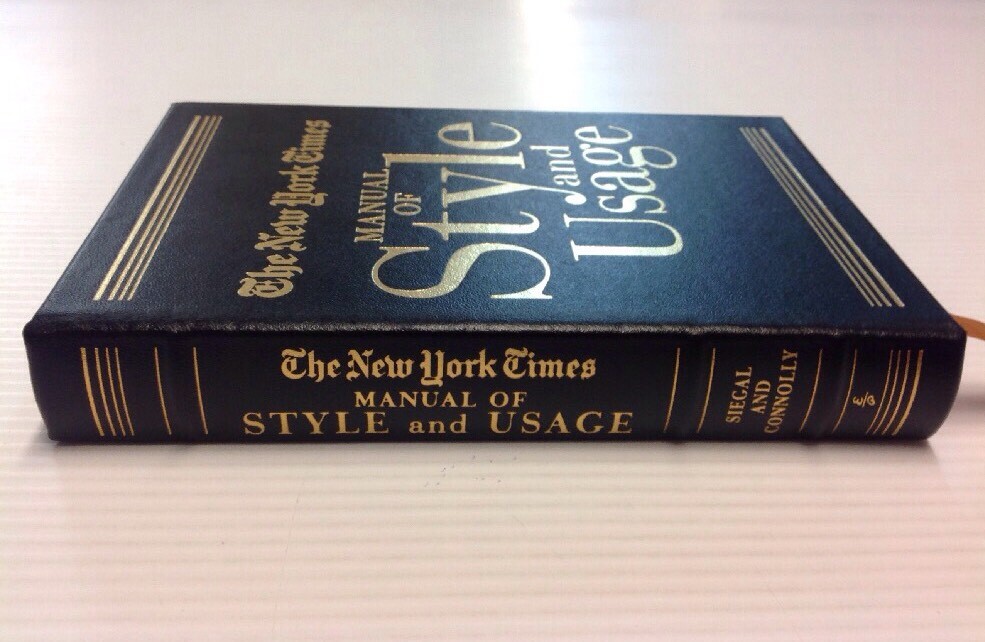 The New York Times
MANUAL
OF
Style
and
Usage
The New York Times
MANUAL OF
STYLE and USAGE
SIEGAL
AND
CONNOLLY